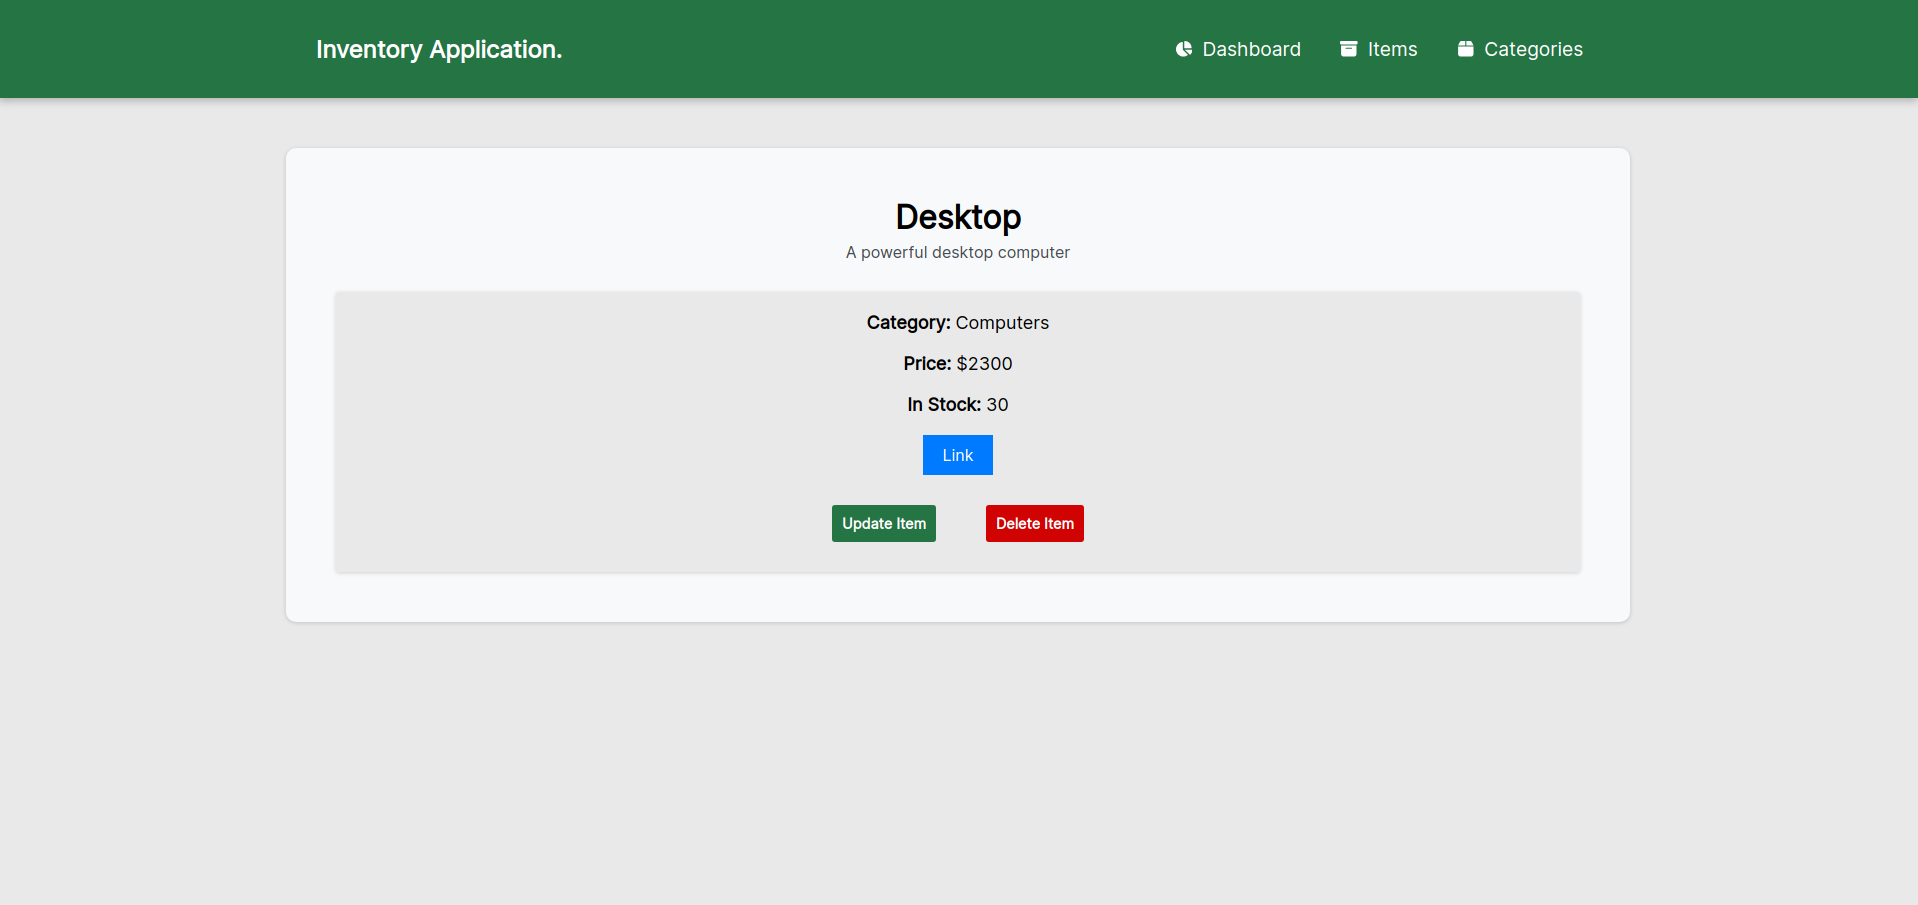 Inventory Application.
Dashboard Items Categories
Desktop
A powerful desktop computer
Category: Computers
Price: $2300
In Stock: 30
Link
Update Item Delete Item